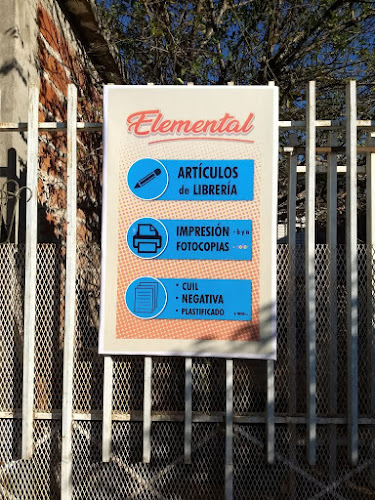 Elemental
ARTÍCULOS
de LIBRERÍA
IMPRESIÓN - b y n
FOTOCOPIAS -
• CUIL
• NEGATIVA
• PLASTIFICADO